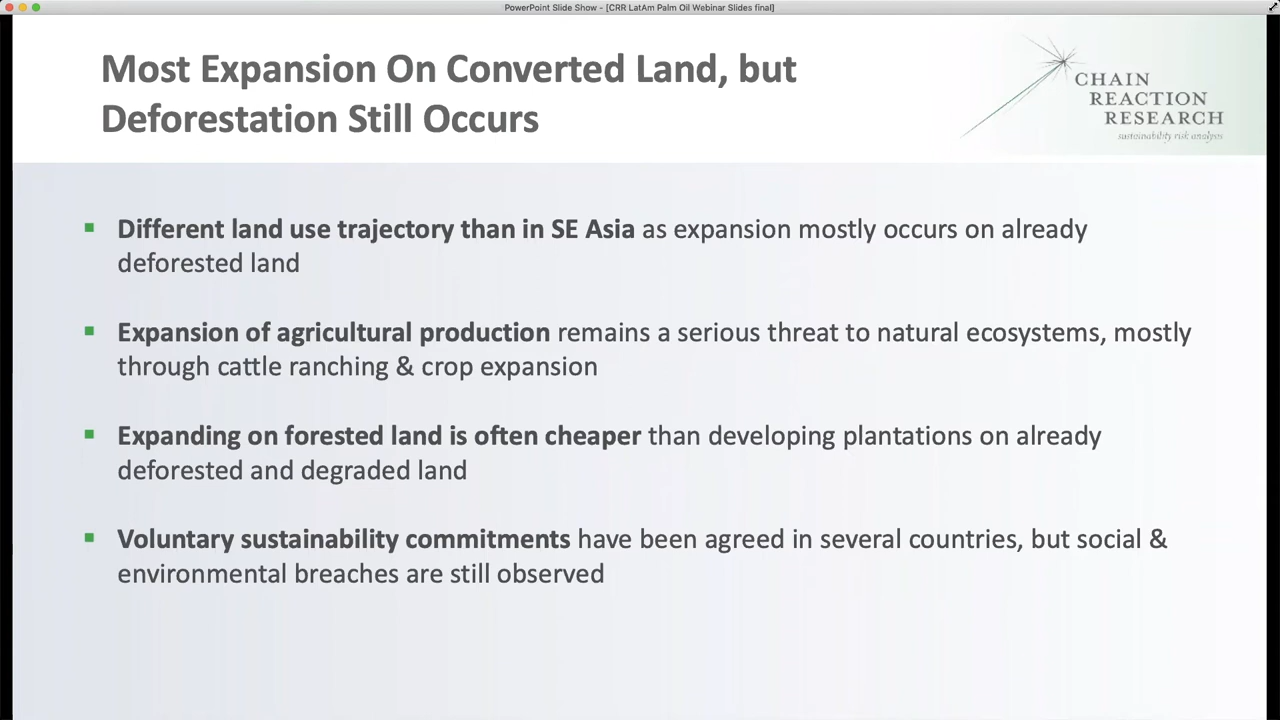 PowerPoint Slide Show - [CRR LatAm Palm Oil Webinar Slides final]
Most Expansion On Converted Land, but
Deforestation Still Occurs
CHAIN
REACTION
RESEARCH
sustainability risk analysis
Different land use trajectory than in SE Asia as expansion mostly occurs on already
deforested land
Expansion of agricultural production remains a serious threat to natural ecosystems, mostly
through cattle ranching & crop expansion
Expanding on forested land is often cheaper than developing plantations on already
deforested and degraded land
Voluntary sustainability commitments have been agreed in several countries, but social &
environmental breaches are still observed